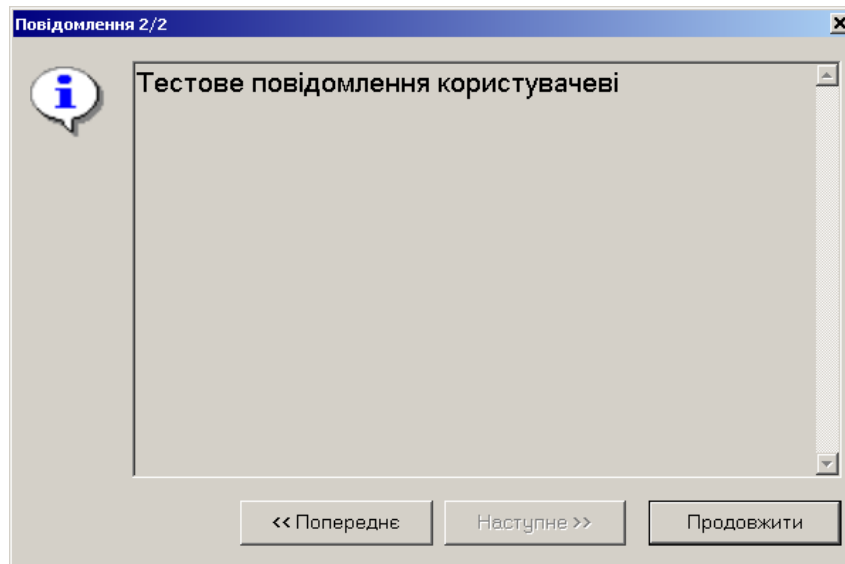 Повідомлення 2/2
Тестове повідомлення користувачеві
<< Попереднє
Наступне >>
Продовжити